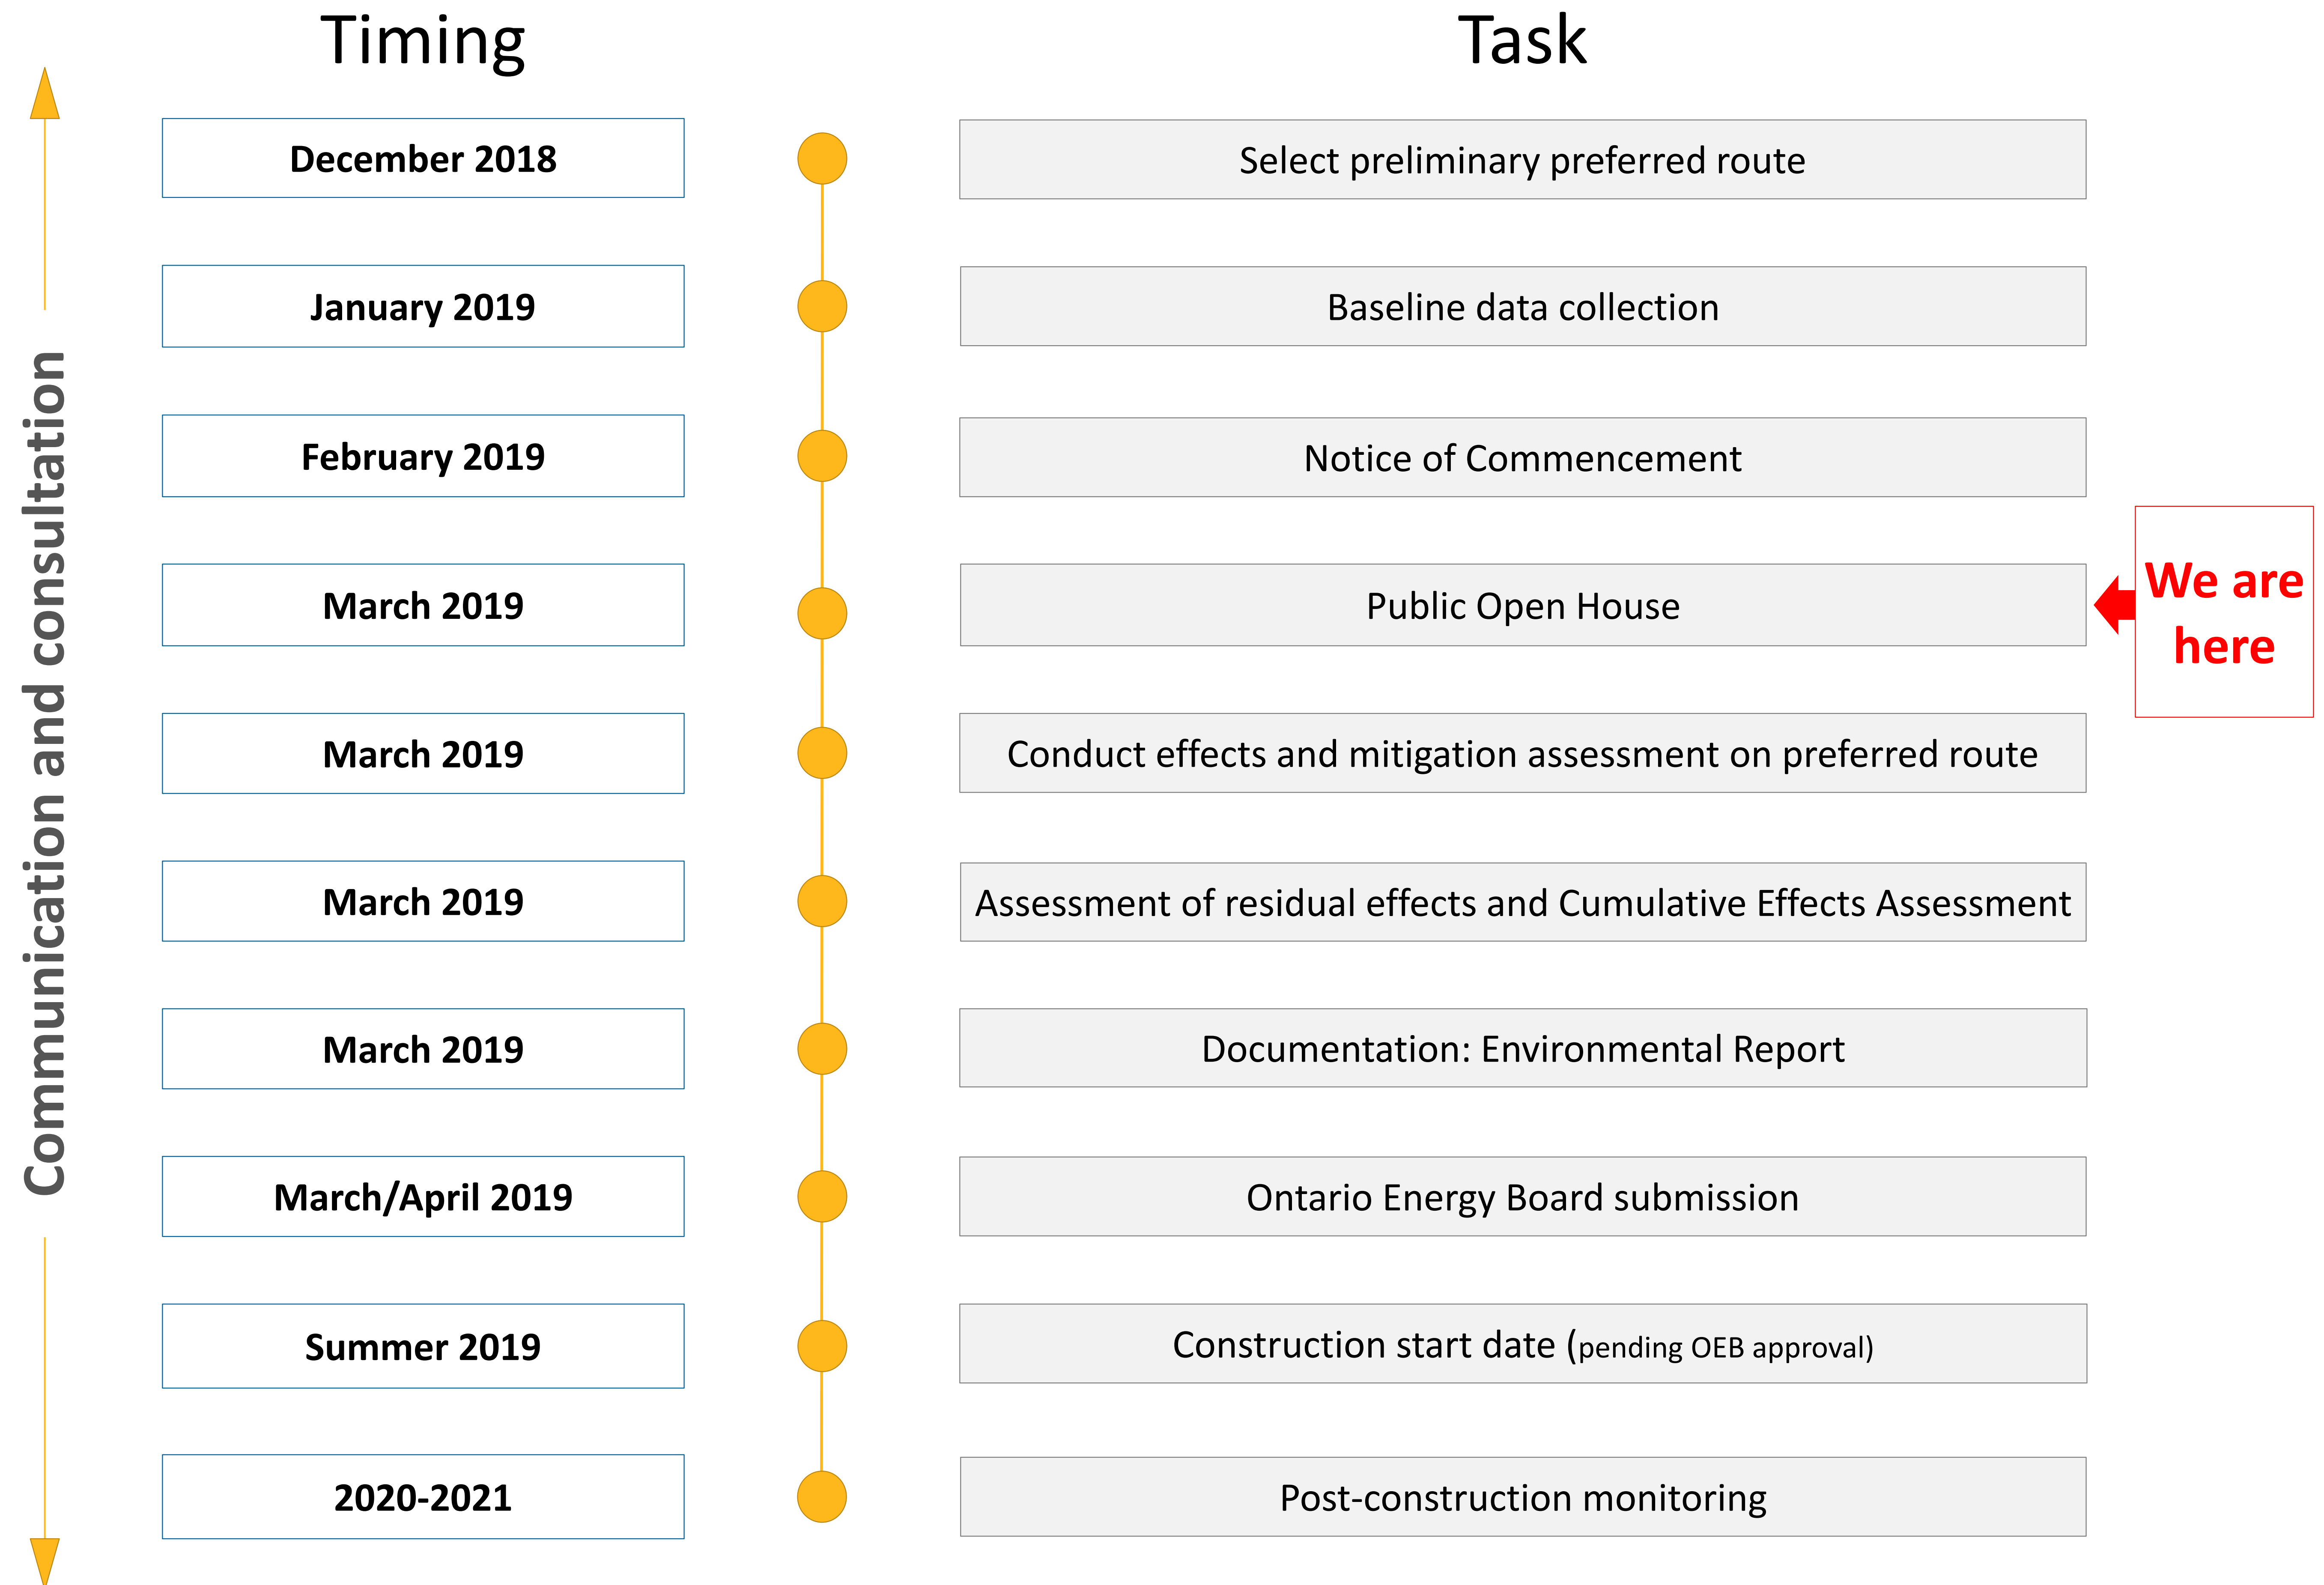 Timing
Task
December 2018
Select preliminary preferred route
January 2019
Baseline data collection
February 2019
Notice of Commencement
March 2019
Public Open House
We are
here
March 2019
Conduct effects and mitigation assessment on preferred route
March 2019
Assessment of residual effects and Cumulative Effects Assessment
March 2019
Documentation: Environmental Report
March/April 2019
Ontario Energy Board submission
Summer 2019
Construction start date (pending OEB approval)
2020-2021
Post-construction monitoring
Communication and consultation